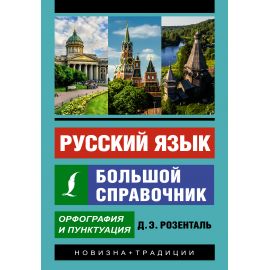 РУССКИЙ ЯЗЫК
БОЛЬШОЙ
СПРАВОЧНИК
ОРФОГРАФИЯ
И ПУНКТУАЦИЯ
Д. Э. РОЗЕНТАЛЬ
НОВИЗНА+ТРАДИЦИИ